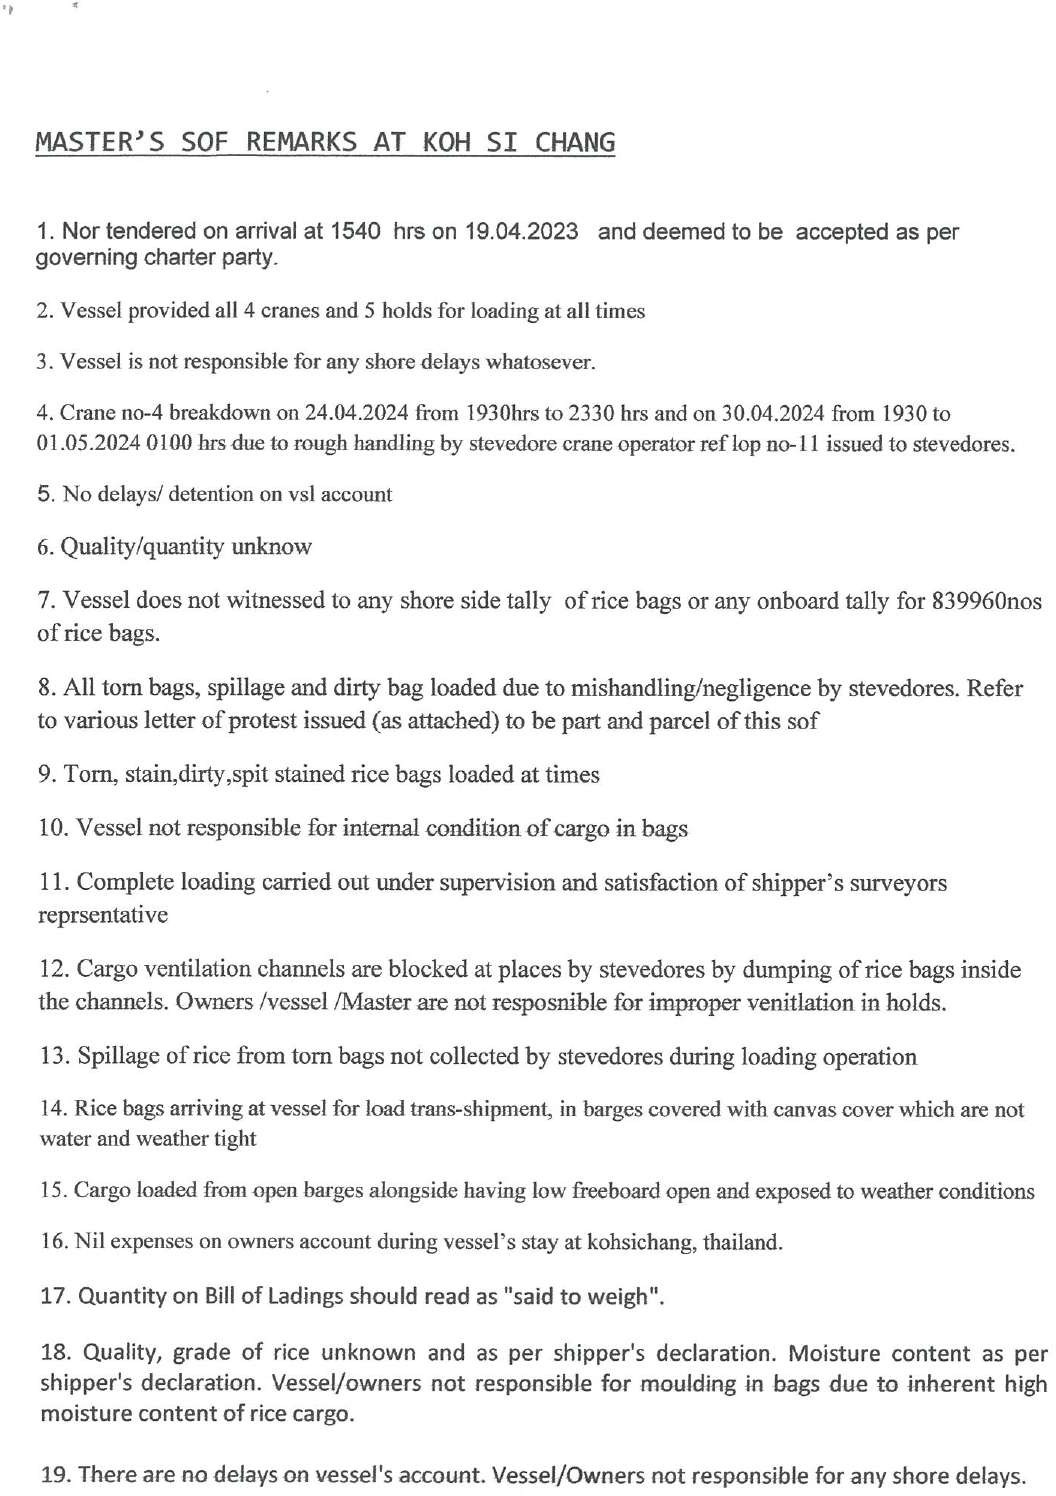 MASTER'S SOF REMARKS AT KOH SI CHANG
1. Nor tendered on arrival at 1540 hrs on 19.04.2023 and deemed to be accepted as per
governing charter party.
2. Vessel provided all 4 cranes and 5 holds for loading at all times
3. Vessel is not responsible for any shore delays whatosever.
4. Crane no-4 breakdown on 24.04.2024 from 1930hrs to 2330 hrs and on 30.04.2024 from 1930 to
01.05.2024 0100 hrs due to rough handling by stevedore crane operator ref lop no-11 issued to stevedores.
5. No delays/ detention on vsl account
6. Quality/quantity unknow
7. Vessel does not witnessed to any shore side tally of rice bags or any onboard tally for 839960nos
of rice bags.
8. All torn bags, spillage and dirty bag loaded due to mishandling/negligence by stevedores. Refer
to various letter of protest issued (as attached) to be part and parcel of this sof
9. Torn, stain,dirty,spit stained rice bags loaded at times
10. Vessel not responsible for internal condition of cargo in bags
11. Complete loading carried out under supervision and satisfaction of shipper's surveyors
reprsentative
12. Cargo ventilation channels are blocked at places by stevedores by dumping of rice bags inside
the channels. Owners /vessel /Master are not resposnible for improper venitlation in holds.
13. Spillage of rice from torn bags not collected by stevedores during loading operation
14. Rice bags arriving at vessel for load trans-shipment, in barges covered with canvas cover which are not
water and weather tight
15. Cargo loaded from open barges alongside having low freeboard open and exposed to weather conditions
16. Nil expenses on owners account during vessel's stay at kohsichang, thailand.
17. Quantity on Bill of Ladings should read as "said to weigh".
18. Quality, grade of rice unknown and as per shipper's declaration. Moisture content as per
shipper's declaration. Vessel/owners not responsible for moulding in bags due to inherent high
moisture content of rice cargo.
19. There are no delays on vessel's account. Vessel/Owners not responsible for any shore delays.